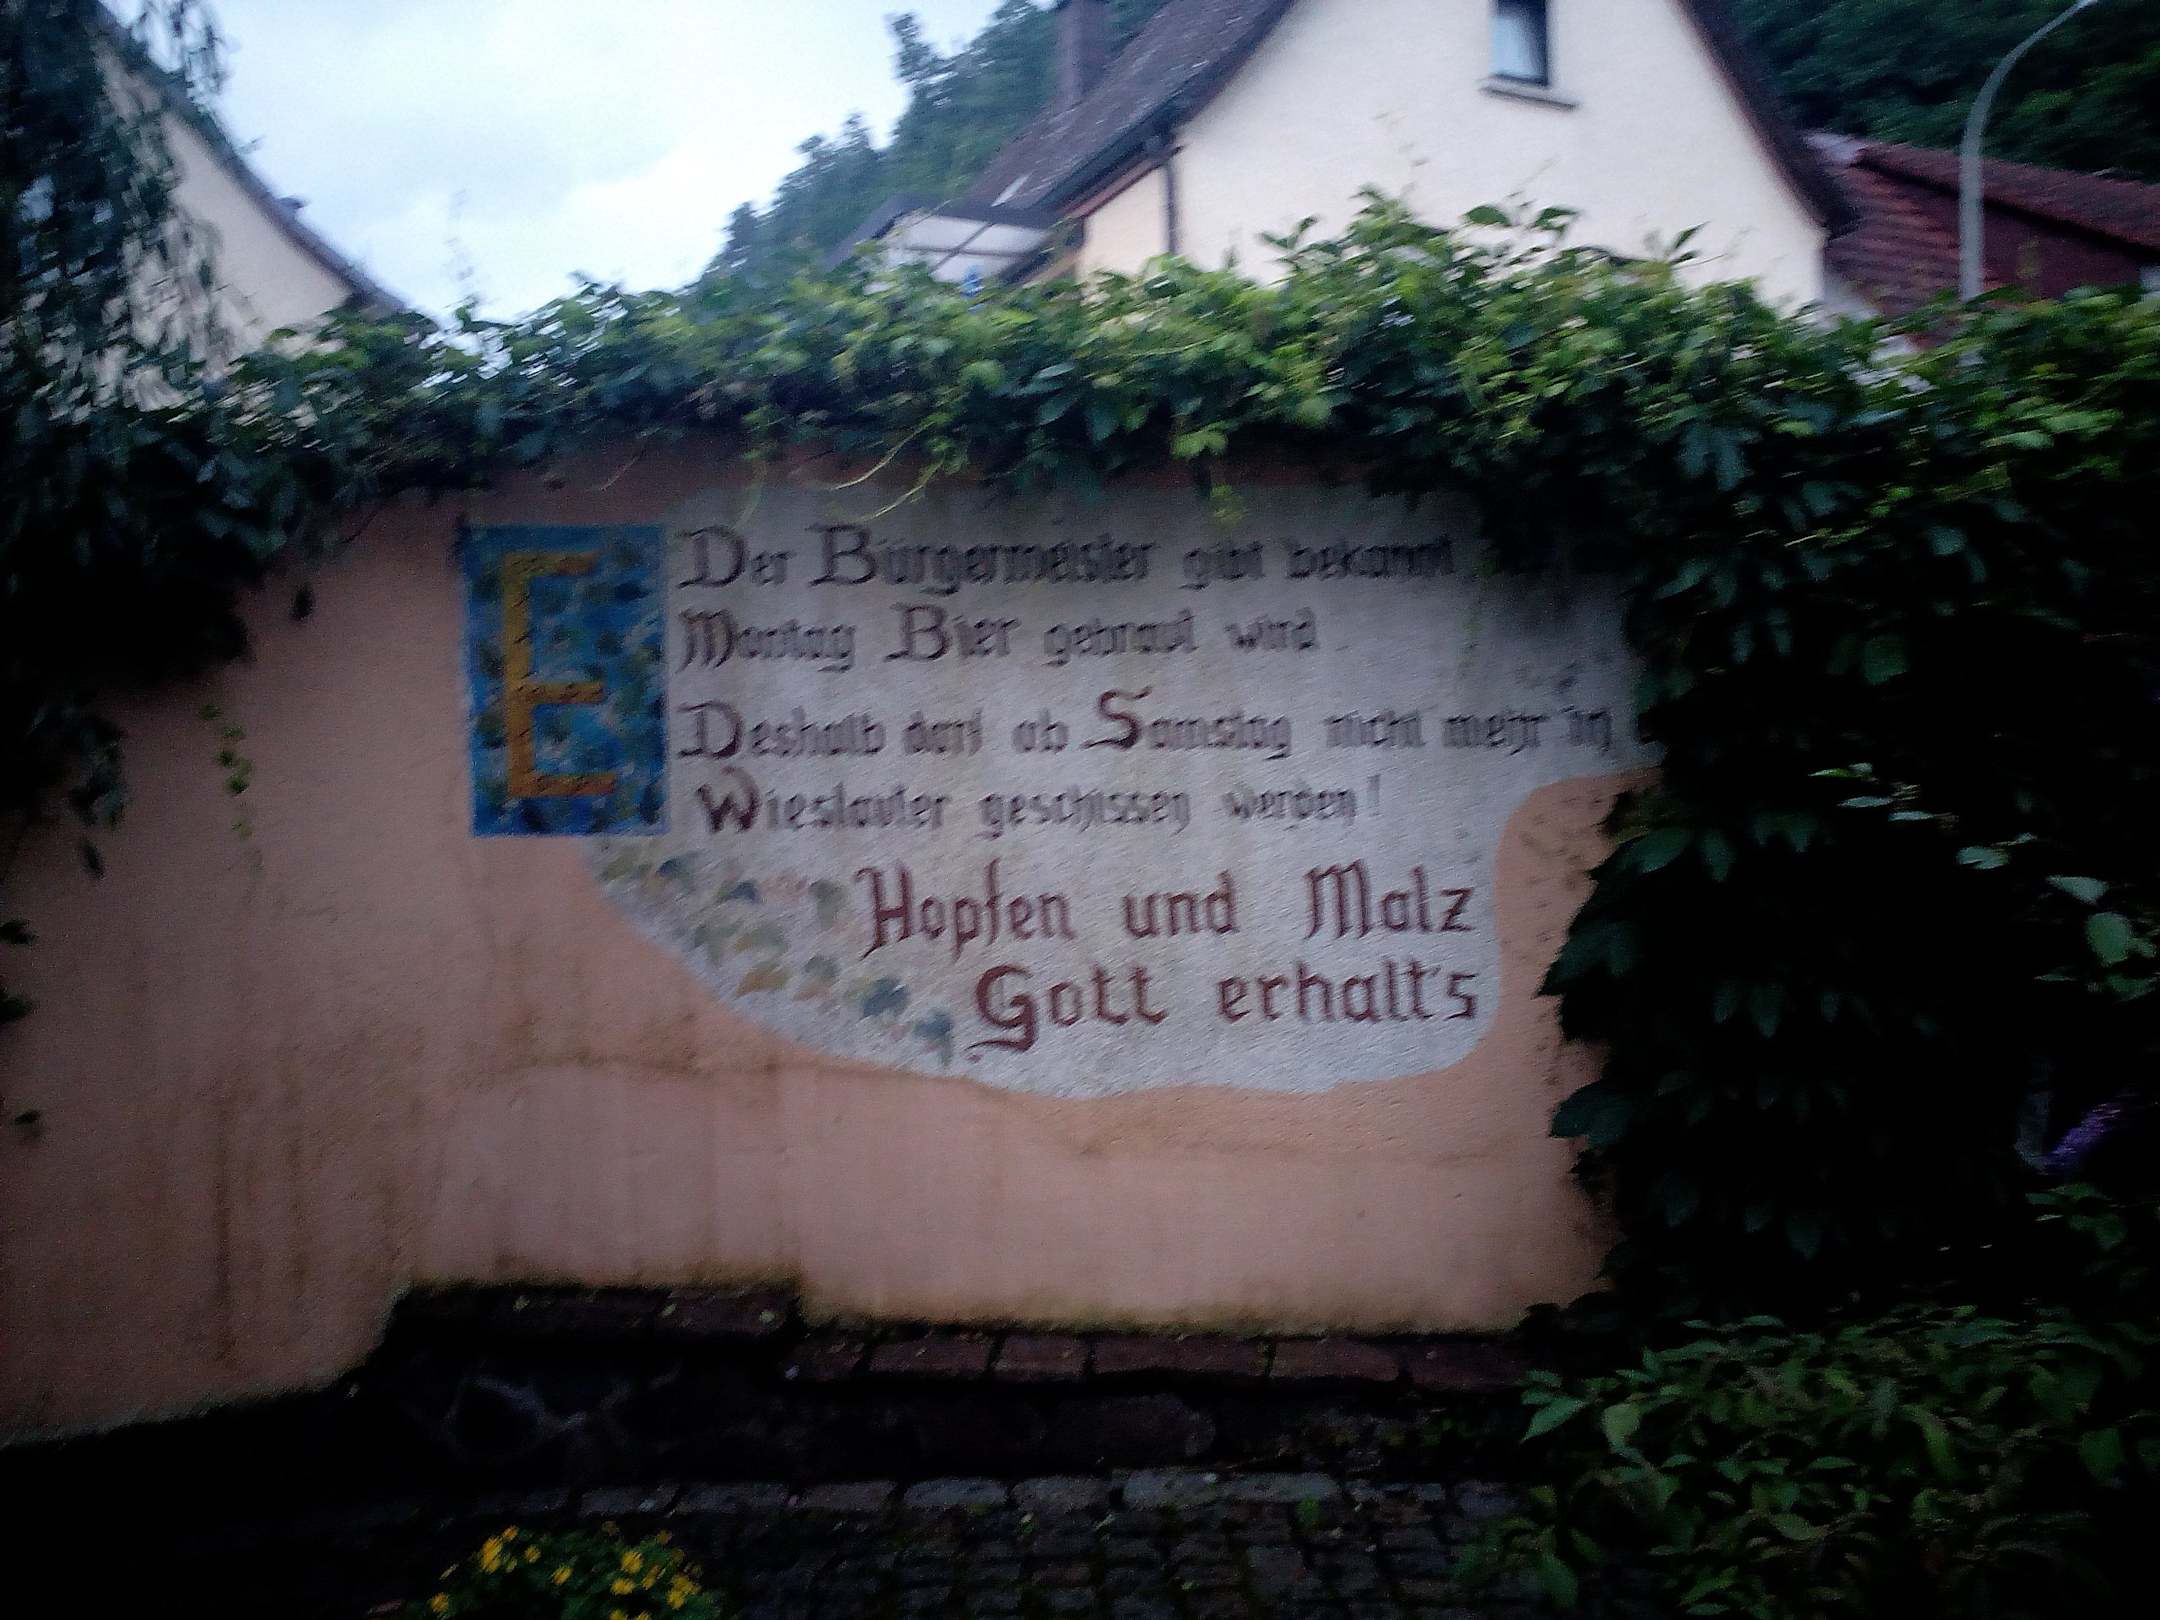 E
Der Bürgermeister gibt bekannt
Montag Bier gebraut wird.
Deshalb darf ab Samstag nicht mehr in
Wieslauter geschissen werden!
Hopfen und Malz
Gott erhalt's